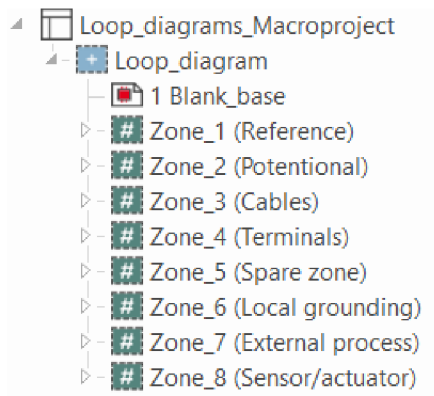 Loop_diagrams_Macroproject
Loop_diagram
1 Blank_base
# Zone_1 (Reference)
# Zone_2 (Potentional)
# Zone_3 (Cables)
# Zone_4 (Terminals)
# Zone_5 (Spare zone)
# Zone_6 (Local grounding)
# Zone_7 (External process)
# Zone_8 (Sensor/actuator)